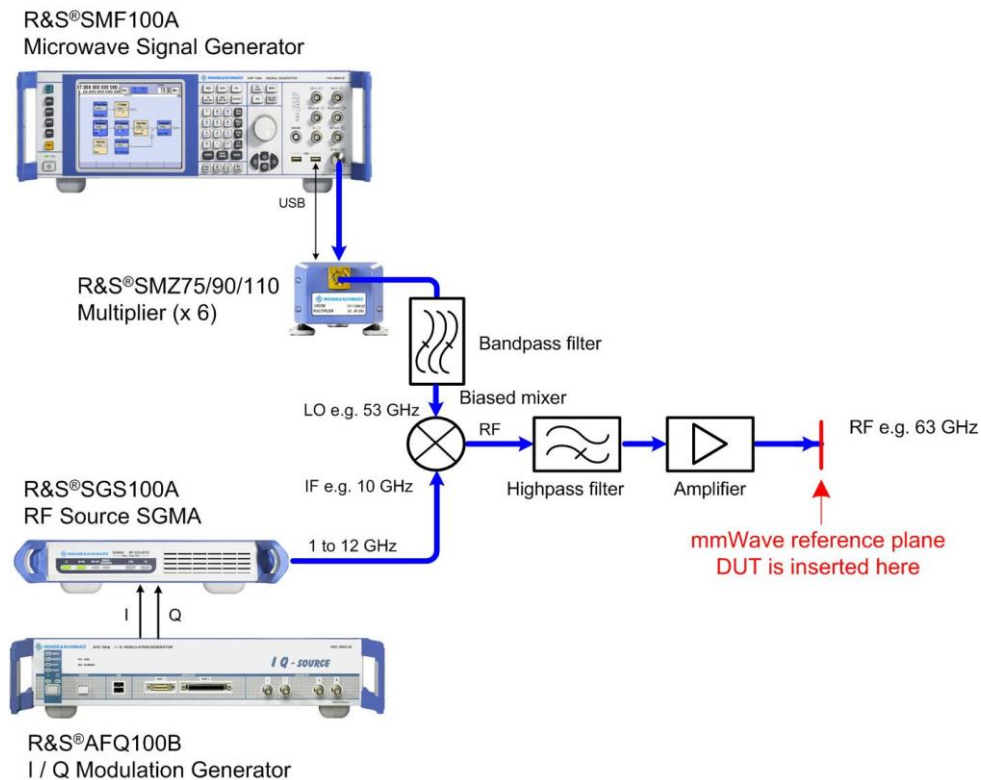 R&S®SMF100A
Microwave Signal Generator
USB
R&S®SMZ75/90/110
Multiplier (x 6)
Bandpass filter
LO e.g. 53 GHz
Biased mixer
RF
RF e.g. 63 GHz
IF e.g. 10 GHz
Highpass filter
Amplifier
R&S®SGS100A
RF Source SGMA
1 to 12 GHz
mmWave reference plane
DUT is inserted here
I
Q
I Q - SOURCE
R&S®AFQ100B
I / Q Modulation Generator